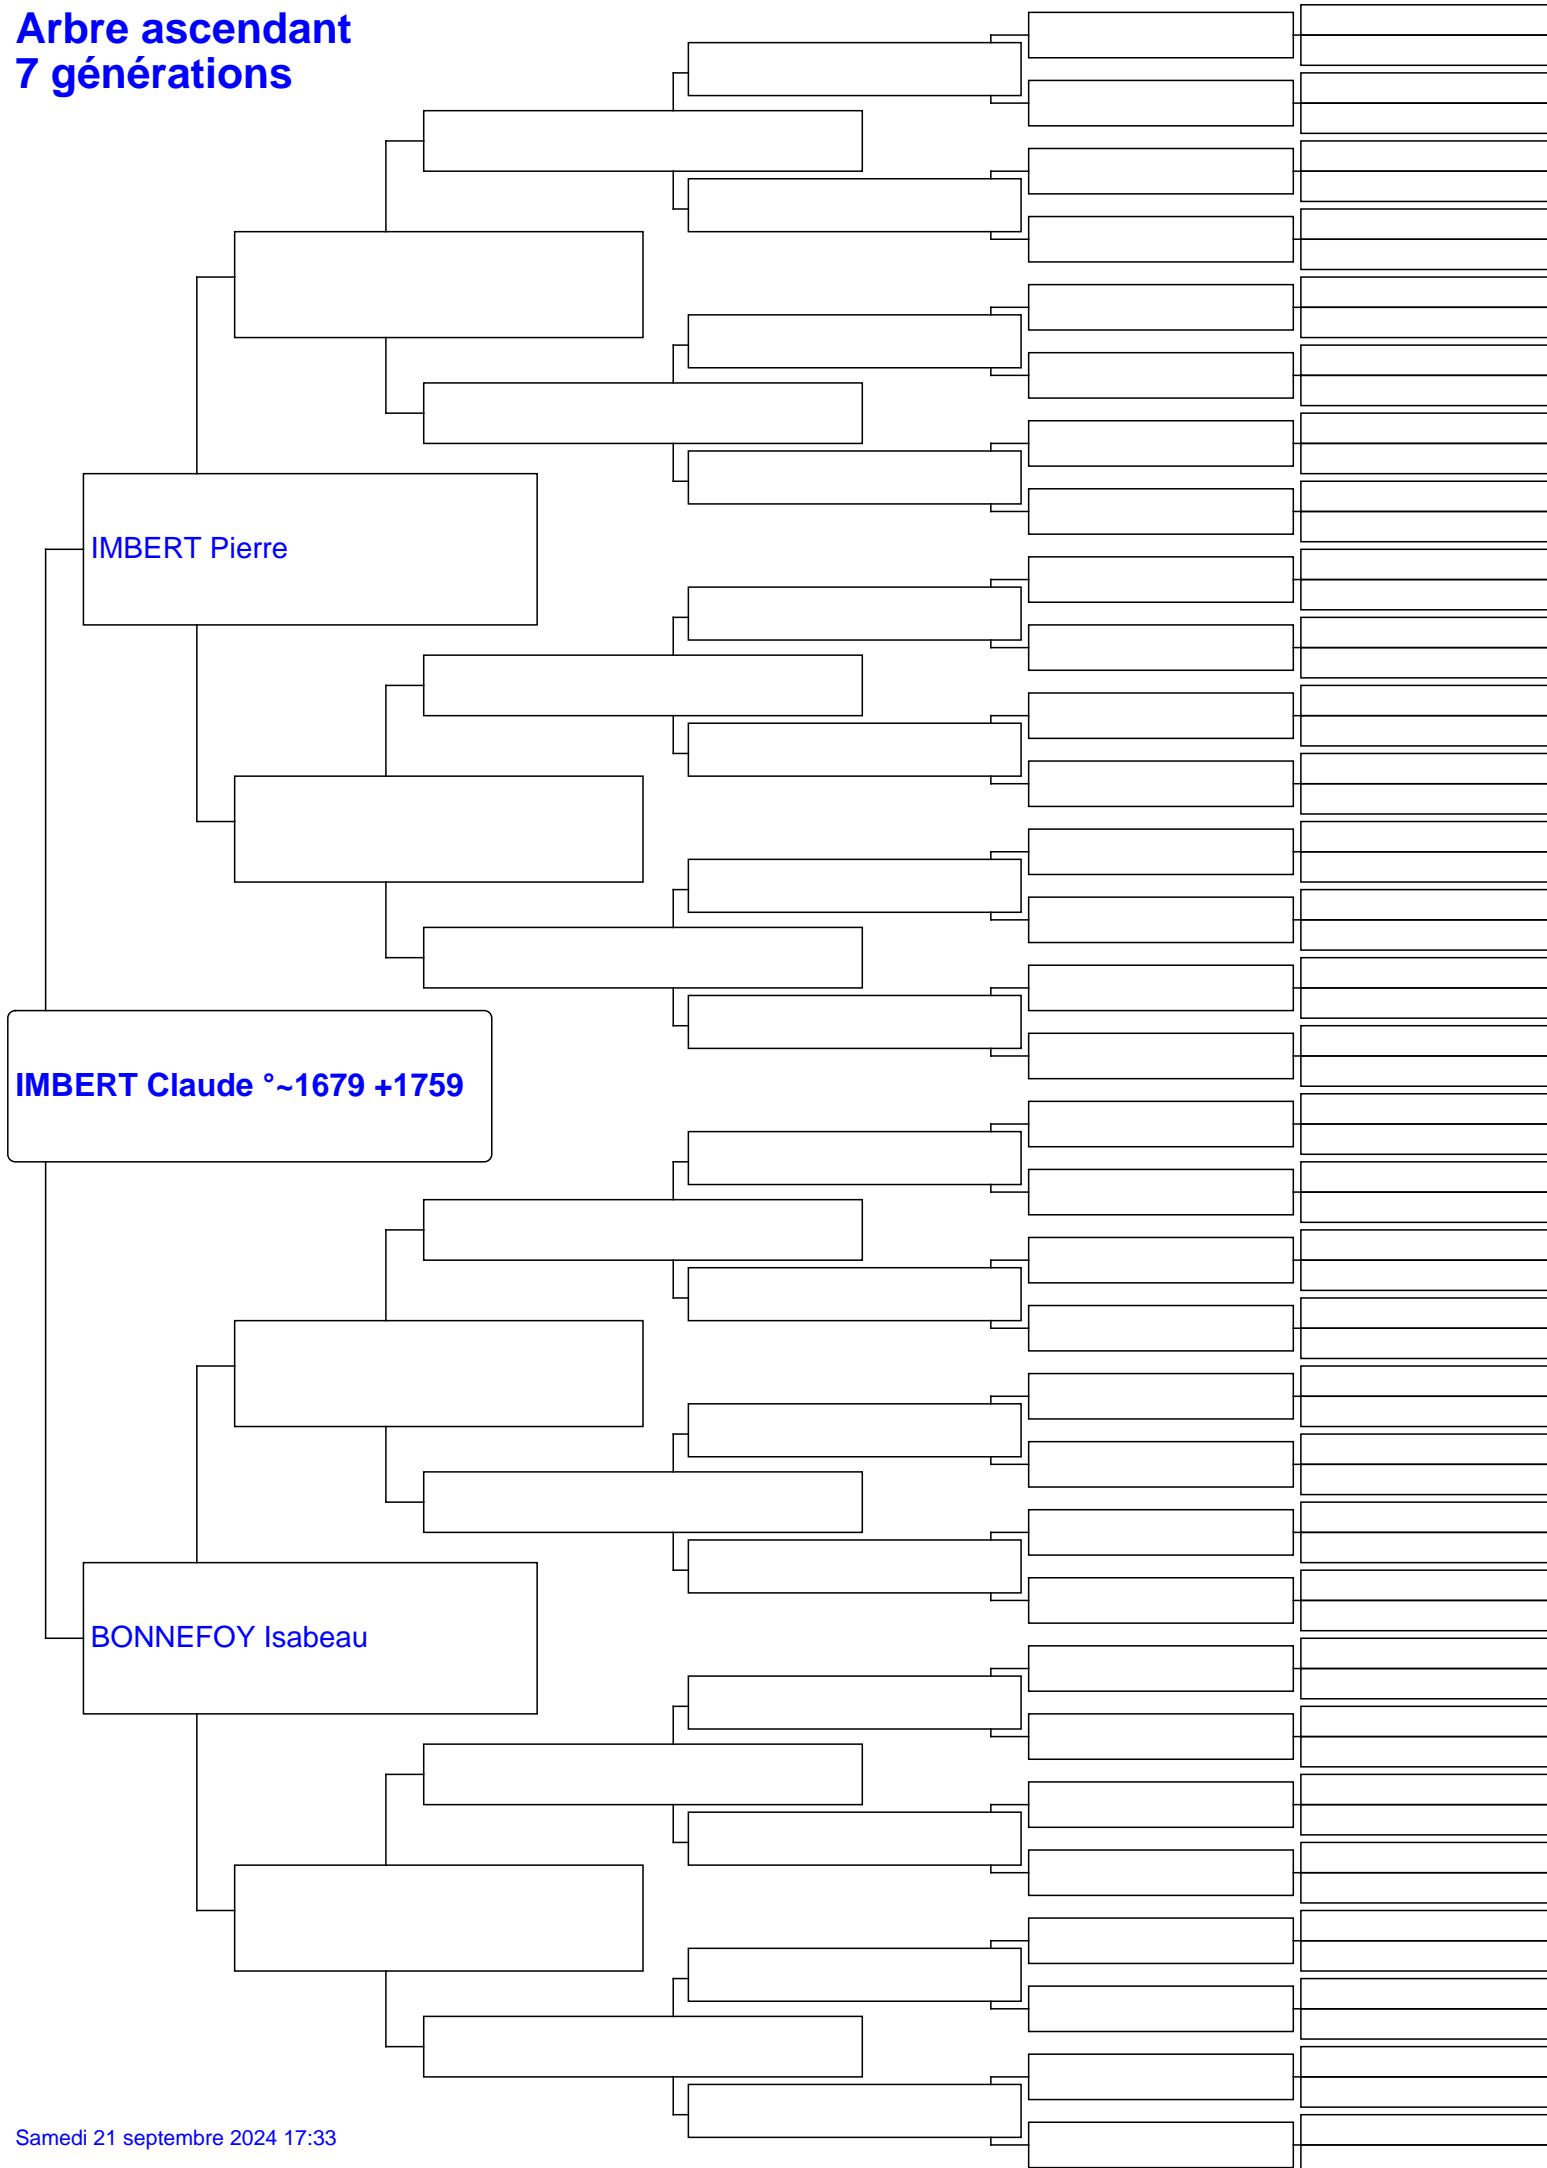 Arbre ascendant
7 générations
IMBERT Pierre
IMBERT Claude °~1679 +1759
BONNEFOY Isabeau
Samedi 21 septembre 2024 17:33